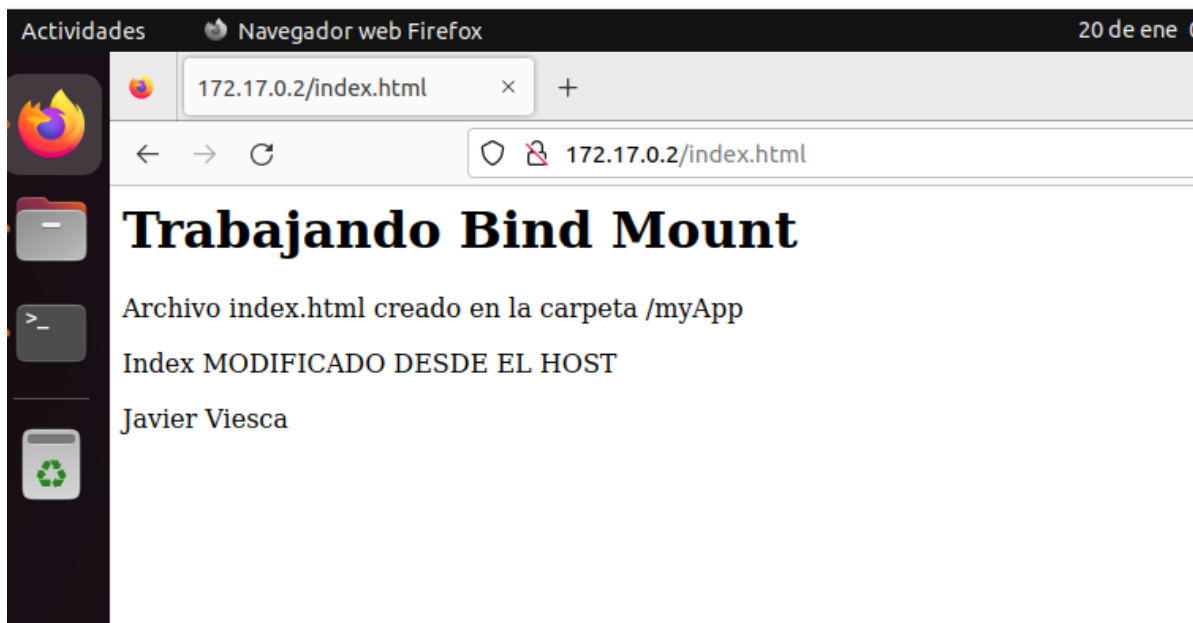 Actividades Navegador web Firefox 20 de ene
172.17.0.2/index.html
172.17.0.2/index.html
Trabajando Bind Mount
Archivo index.html creado en la carpeta /myApp
Index MODIFICADO DESDE EL HOST
Javier Viesca